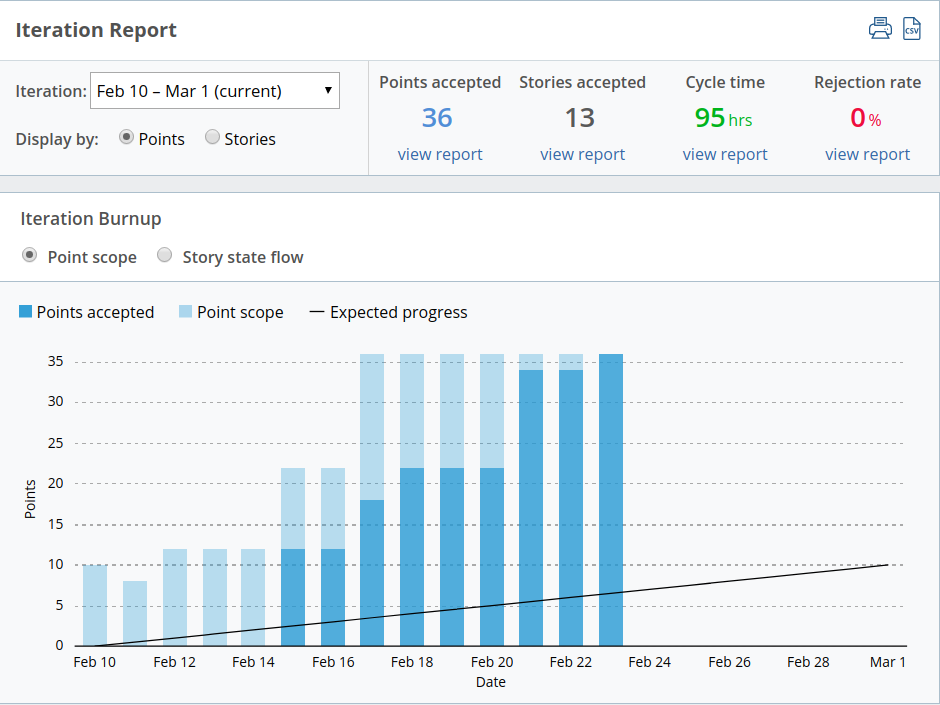 Iteration Report
CSV
Iteration: Feb 10 – Mar 1 (current)
Display by: Points Stories
Points accepted
36
view report
Stories accepted
13
view report
Cycle time
95 hrs
view report
Rejection rate
0 %
view report
Iteration Burnup
Point scope Story state flow
Points accepted Point scope Expected progress
35
30
25
20
15
10
5
0
Points
Feb 10 Feb 12 Feb 14 Feb 16 Feb 18 Feb 20 Feb 22 Feb 24 Feb 26 Feb 28 Mar 1
Date